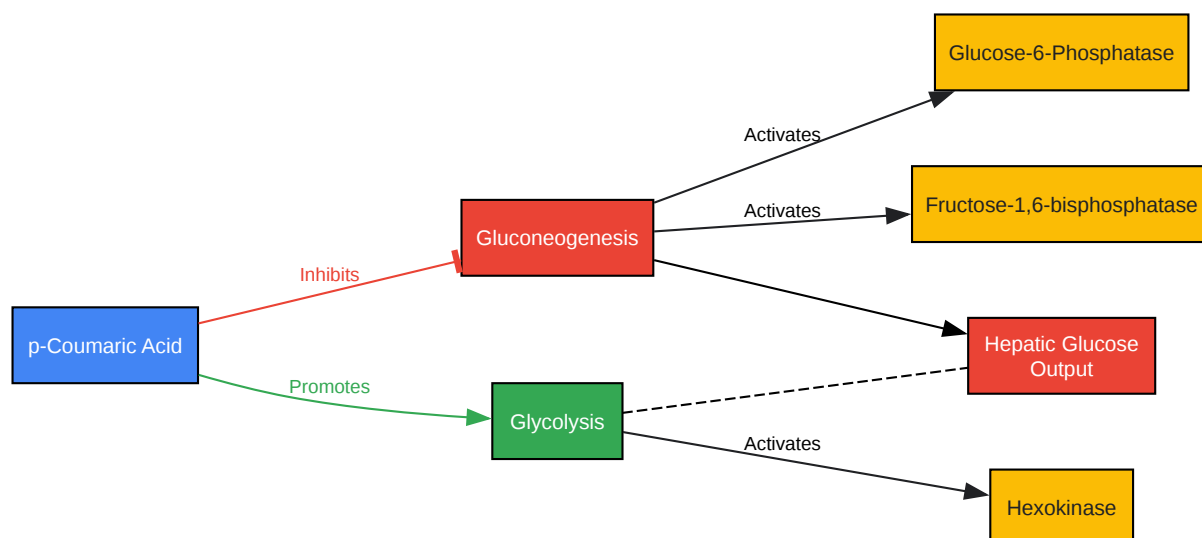 Glucose-6-Phosphatase
Activates
Activates
Fructose-1,6-bisphosphatase
Gluconeogenesis
Inhibits
p-Coumaric Acid
Promotes
Hepatic Glucose
Output
Glycolysis
Activates
Hexokinase